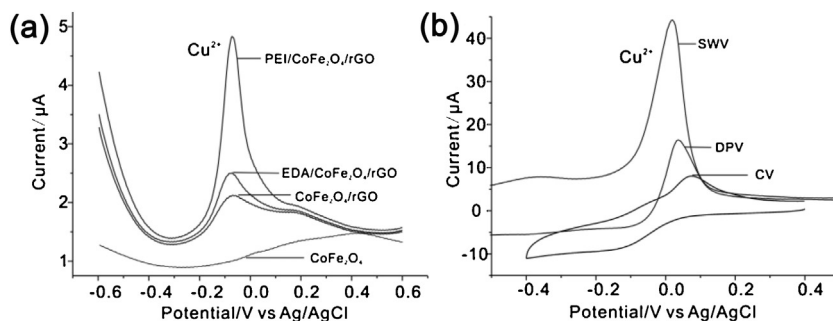 (a)
Cu²⁺
PEI/CoFe₂O₄/rGO
EDA/CoFe₂O₄/rGO
CoFe₂O₄/rGO
CoFe₂O₄
Current/μA
5
4
3
2
1
-0.6 -0.4 -0.2 0.0 0.2 0.4 0.6
Potential/V vs Ag/AgCl
(b)
Cu²⁺
SWV
DPV
CV
Current/μA
40
30
20
10
0
-10
-0.4 -0.2 0.0 0.2 0.4
Potential/V vs Ag/AgCl